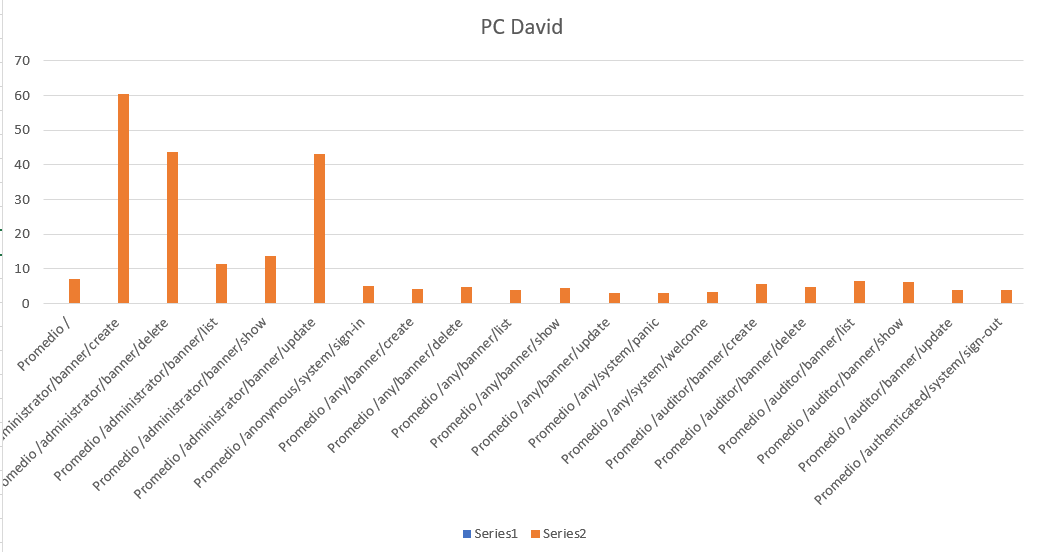 PC David
70
60
50
40
30
20
10
0
Promedio /
administrator/banner/create
Promedio /administrator/banner/delete
Promedio /administrator/banner/list
Promedio /administrator/banner/show
Promedio /administrator/banner/update
Promedio /anonymous/system/sign-in
Promedio /any/banner/create
Promedio /any/banner/delete
Promedio /any/banner/list
Promedio /any/banner/show
Promedio /any/banner/update
Promedio /any/system/panic
Promedio /any/system/welcome
Promedio /auditor/banner/create
Promedio /auditor/banner/delete
Promedio /auditor/banner/list
Promedio /auditor/banner/show
Promedio /auditor/banner/update
Promedio /authenticated/system/sign-out
Series1 Series2